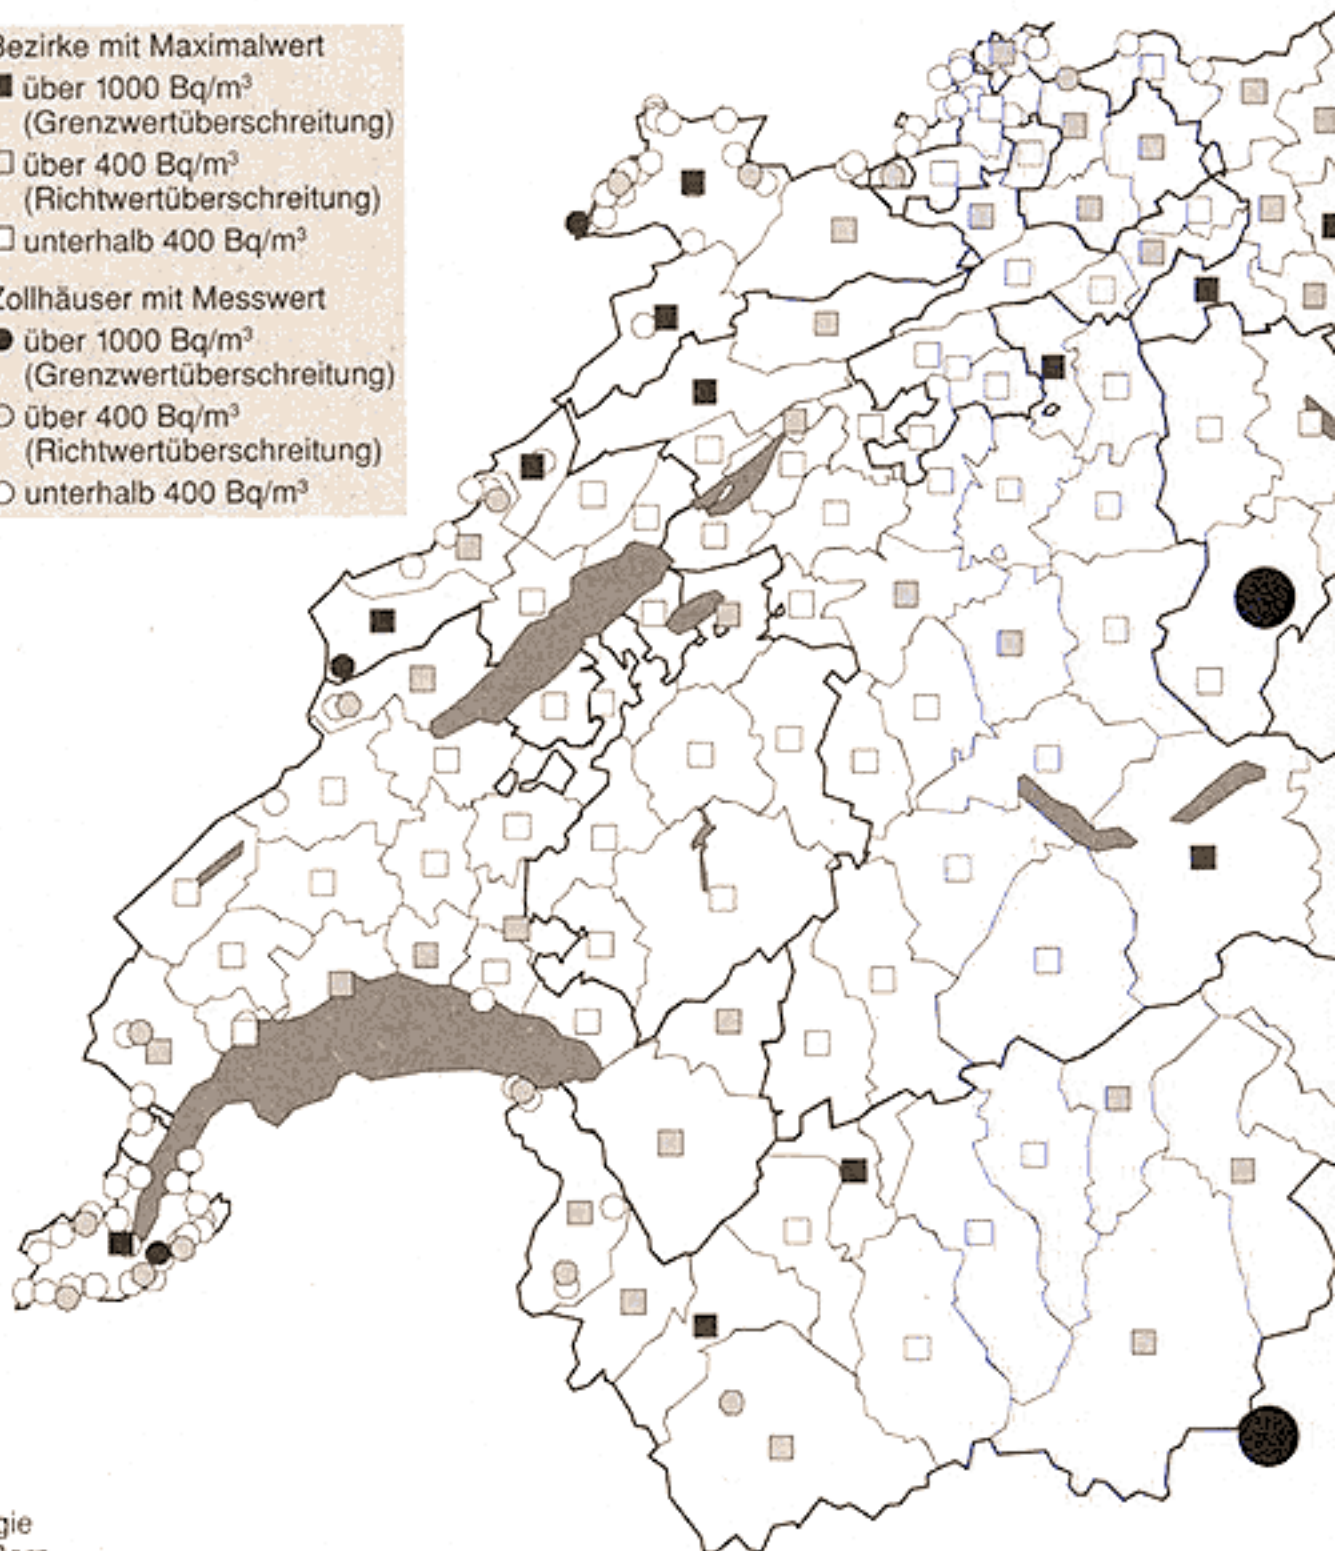 Bezirke mit Maximalwert
über 1000 Bq/m³
(Grenzwertüberschreitung)
über 400 Bq/m³
(Richtwertüberschreitung)
unterhalb 400 Bq/m³
Zollhäuser mit Messwert
über 1000 Bq/m³
(Grenzwertüberschreitung)
über 400 Bq/m³
(Richtwertüberschreitung)
unterhalb 400 Bq/m³
gie